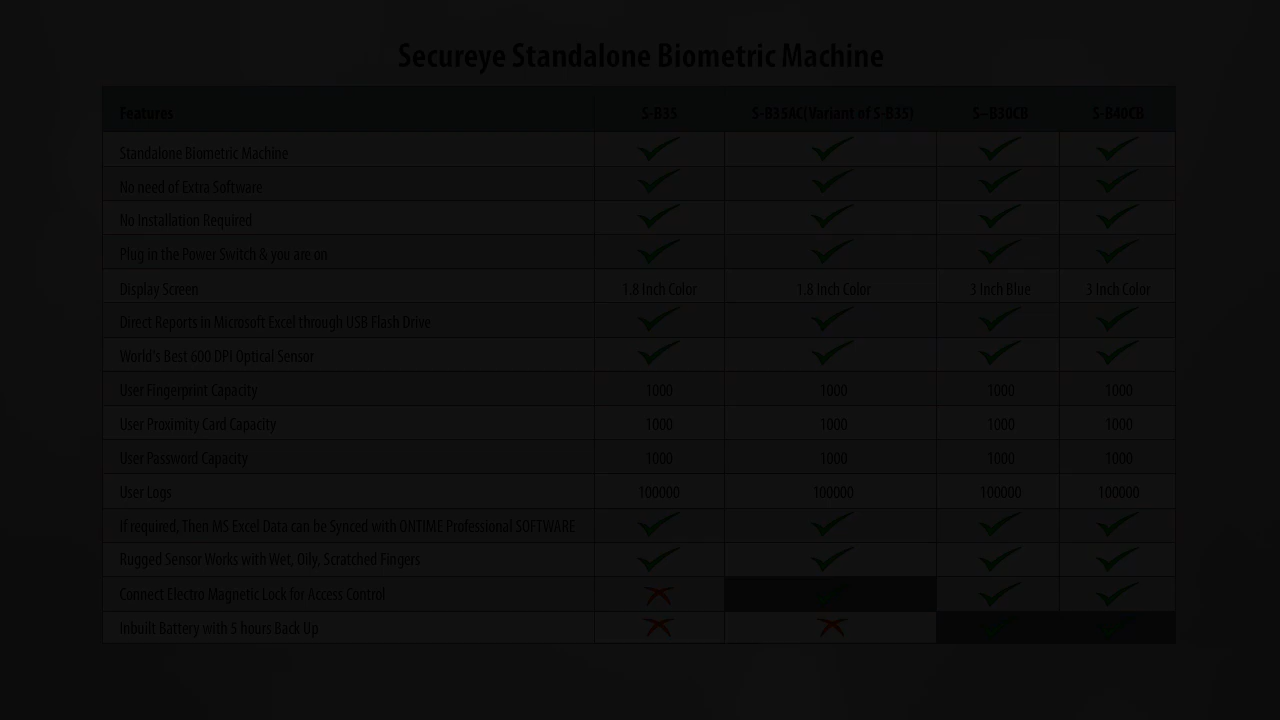 Secureye Standalone Biometric Machine
Features S-B35 S-B35AC(Variant of S-B35) S–B30CB S-B40CB
Standalone Biometric Machine
No need of Extra Software
No Installation Required
Plug in the Power Switch & you are on
Display Screen 1.8 Inch Color 1.8 Inch Color 3 Inch Blue 3 Inch Color
Direct Reports in Microsoft Excel through USB Flash Drive
World's Best 600 DPI Optical Sensor
User Fingerprint Capacity 1000 1000 1000 1000
User Proximity Card Capacity 1000 1000 1000 1000
User Password Capacity 1000 1000 1000 1000
User Logs 100000 100000 100000 100000
if required, Then MS Excel Data can be Synced with ONTIME Professional SOFTWARE
Rugged Sensor Works with Wet, Oily, Scratched Fingers
Connect Electro Magnetic Lock for Access Control
Inbuilt Battery with 5 hours Back Up